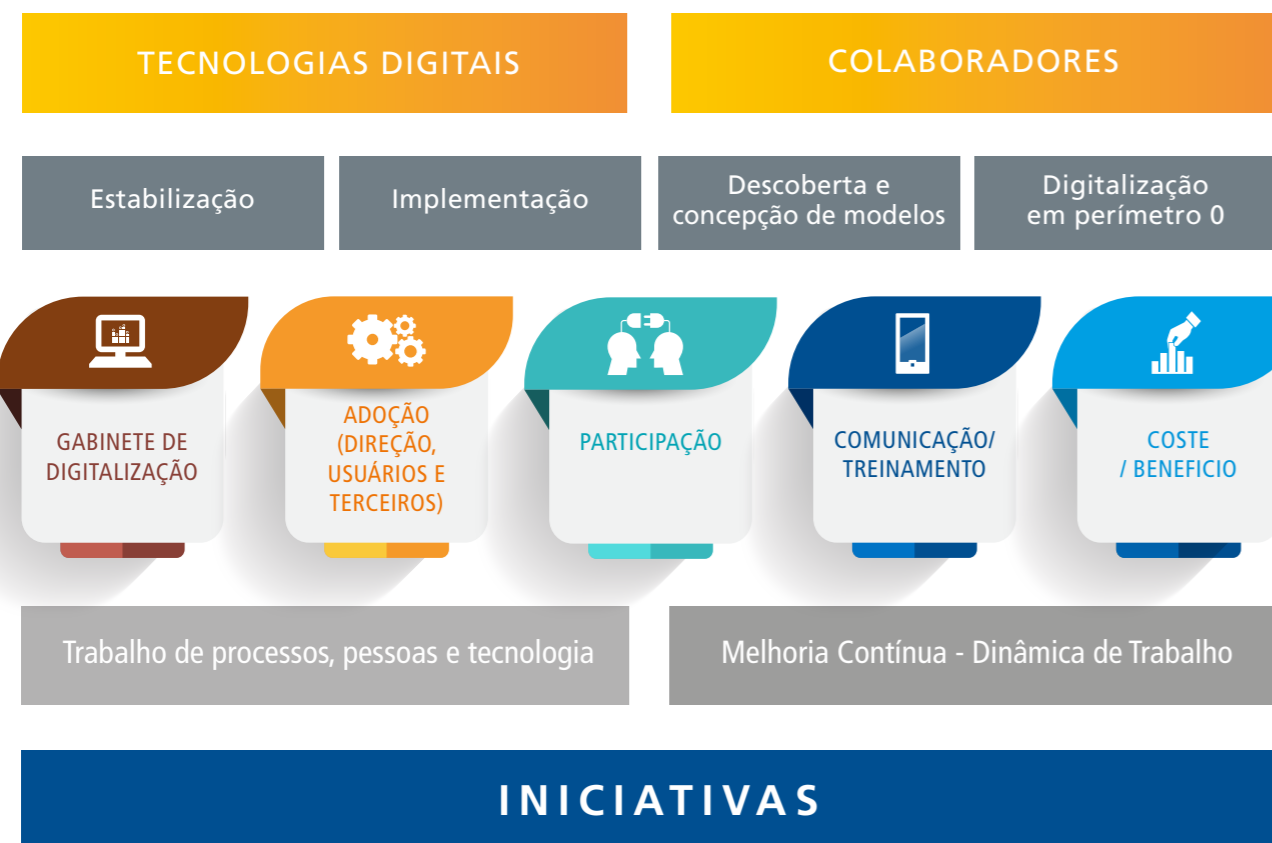 TECNOLOGIAS DIGITAIS
COLABORADORES
Estabilização
Implementação
Descoberta e
concepção de modelos
Digitalização
em perímetro 0
GABINETE DE
DIGITALIZAÇÃO
ADOÇÃO
(DIREÇÃO,
USUÁRIOS E
TERCEIROS)
PARTICIPAÇÃO
COMUNICAÇÃO/
TREINAMENTO
COSTE
/ BENEFICIO
Trabalho de processos, pessoas e tecnologia
Melhoria Contínua - Dinâmica de Trabalho
INICIATIVAS